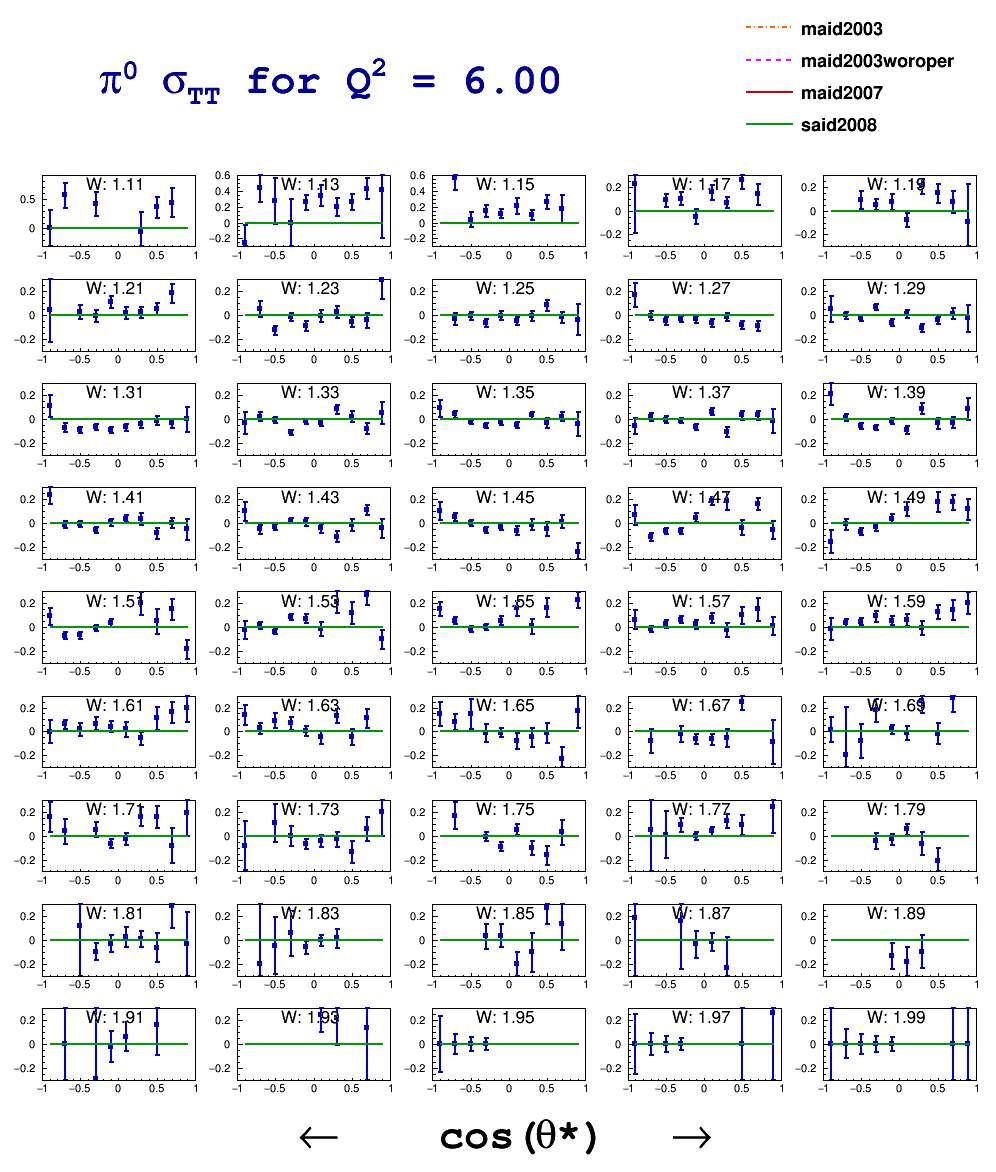 maid2003
π⁰ σ_TT for Q² = 6.00
maid2003woroper
maid2007
said2008
W: 1.11 W: 1.13 W: 1.15 W: 1.17 W: 1.19
0.5 0 0.6 0.4 0.2 0 −0.2 0.6 0.4 0.2 0 −0.2 0.2 0 −0.2 0.2 0 −0.2
−1 −0.5 0 0.5 1 −1 −0.5 0 0.5 1 −1 −0.5 0 0.5 1 −1 −0.5 0 0.5 1 −1 −0.5 0 0.5 1
W: 1.21 W: 1.23 W: 1.25 W: 1.27 W: 1.29
0.2 0 −0.2 0.2 0 −0.2 0.2 0 −0.2 0.2 0 −0.2 0.2 0 −0.2
−1 −0.5 0 0.5 1 −1 −0.5 0 0.5 1 −1 −0.5 0 0.5 1 −1 −0.5 0 0.5 1 −1 −0.5 0 0.5 1
W: 1.31 W: 1.33 W: 1.35 W: 1.37 W: 1.39
0.2 0 −0.2 0.2 0 −0.2 0.2 0 −0.2 0.2 0 −0.2 0.2 0 −0.2
−1 −0.5 0 0.5 1 −1 −0.5 0 0.5 1 −1 −0.5 0 0.5 1 −1 −0.5 0 0.5 1 −1 −0.5 0 0.5 1
W: 1.41 W: 1.43 W: 1.45 W: 1.47 W: 1.49
0.2 0 −0.2 0.2 0 −0.2 0.2 0 −0.2 0.2 0 −0.2 0.2 0 −0.2
−1 −0.5 0 0.5 1 −1 −0.5 0 0.5 1 −1 −0.5 0 0.5 1 −1 −0.5 0 0.5 1 −1 −0.5 0 0.5 1
W: 1.51 W: 1.53 W: 1.55 W: 1.57 W: 1.59
0.2 0 −0.2 0.2 0 −0.2 0.2 0 −0.2 0.2 0 −0.2 0.2 0 −0.2
−1 −0.5 0 0.5 1 −1 −0.5 0 0.5 1 −1 −0.5 0 0.5 1 −1 −0.5 0 0.5 1 −1 −0.5 0 0.5 1
W: 1.61 W: 1.63 W: 1.65 W: 1.67 W: 1.69
0.2 0 −0.2 0.2 0 −0.2 0.2 0 −0.2 0.2 0 −0.2 0.2 0 −0.2
−1 −0.5 0 0.5 1 −1 −0.5 0 0.5 1 −1 −0.5 0 0.5 1 −1 −0.5 0 0.5 1 −1 −0.5 0 0.5 1
W: 1.71 W: 1.73 W: 1.75 W: 1.77 W: 1.79
0.2 0 −0.2 0.2 0 −0.2 0.2 0 −0.2 0.2 0 −0.2 0.2 0 −0.2
−1 −0.5 0 0.5 1 −1 −0.5 0 0.5 1 −1 −0.5 0 0.5 1 −1 −0.5 0 0.5 1 −1 −0.5 0 0.5 1
W: 1.81 W: 1.83 W: 1.85 W: 1.87 W: 1.89
0.2 0 −0.2 0.2 0 −0.2 0.2 0 −0.2 0.2 0 −0.2 0.2 0 −0.2
−1 −0.5 0 0.5 1 −1 −0.5 0 0.5 1 −1 −0.5 0 0.5 1 −1 −0.5 0 0.5 1 −1 −0.5 0 0.5 1
W: 1.91 W: 1.93 W: 1.95 W: 1.97 W: 1.99
0.2 0 −0.2 0.2 0 −0.2 0.2 0 −0.2 0.2 0 −0.2 0.2 0 −0.2
−1 −0.5 0 0.5 1 −1 −0.5 0 0.5 1 −1 −0.5 0 0.5 1 −1 −0.5 0 0.5 1 −1 −0.5 0 0.5 1
← cos(θ*) →